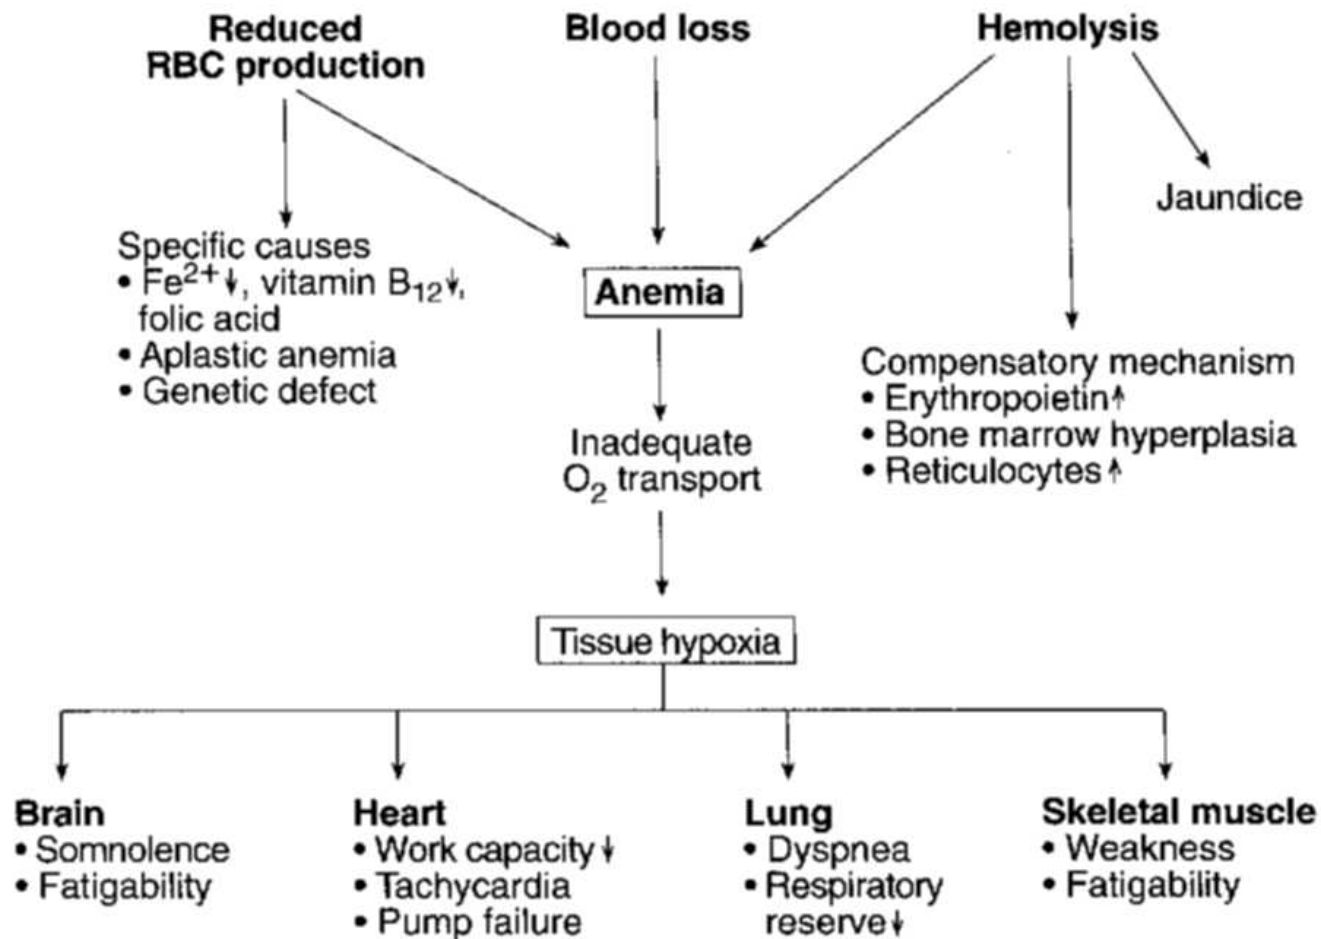 Reduced
RBC production
Blood loss
Hemolysis
Jaundice
Specific causes
• Fe²⁺↓, vitamin B₁₂↓,
folic acid
• Aplastic anemia
• Genetic defect
Anemia
Compensatory mechanism
• Erythropoietin↑
• Bone marrow hyperplasia
• Reticulocytes↑
Inadequate
O₂ transport
Tissue hypoxia
Brain
• Somnolence
• Fatigability
Heart
• Work capacity↓
• Tachycardia
• Pump failure
Lung
• Dyspnea
• Respiratory
reserve↓
Skeletal muscle
• Weakness
• Fatigability